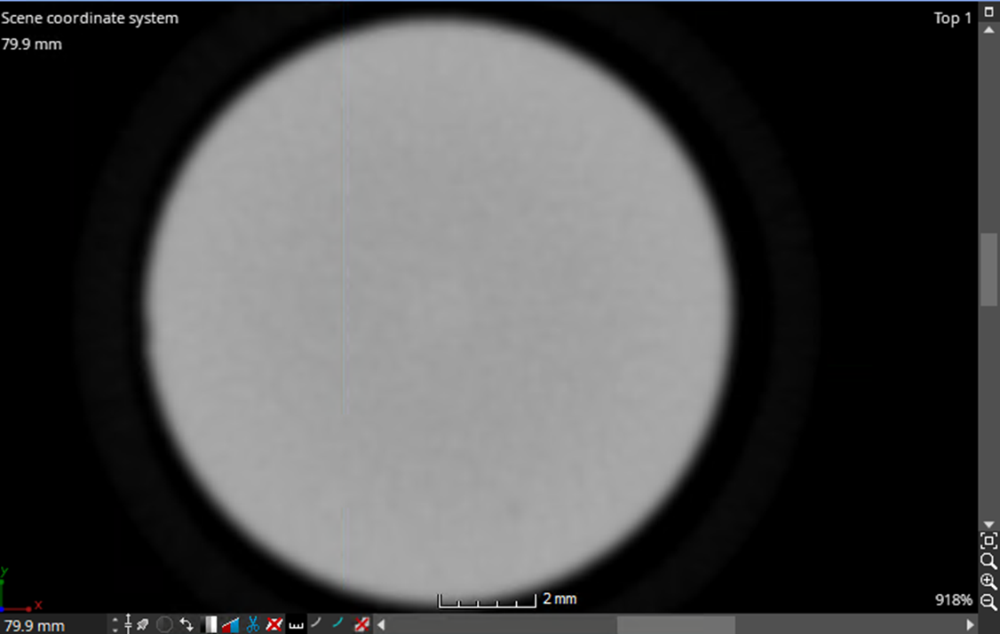 Scene coordinate system
Top 1
79.9 mm
y
x
2 mm
918%
79.9 mm